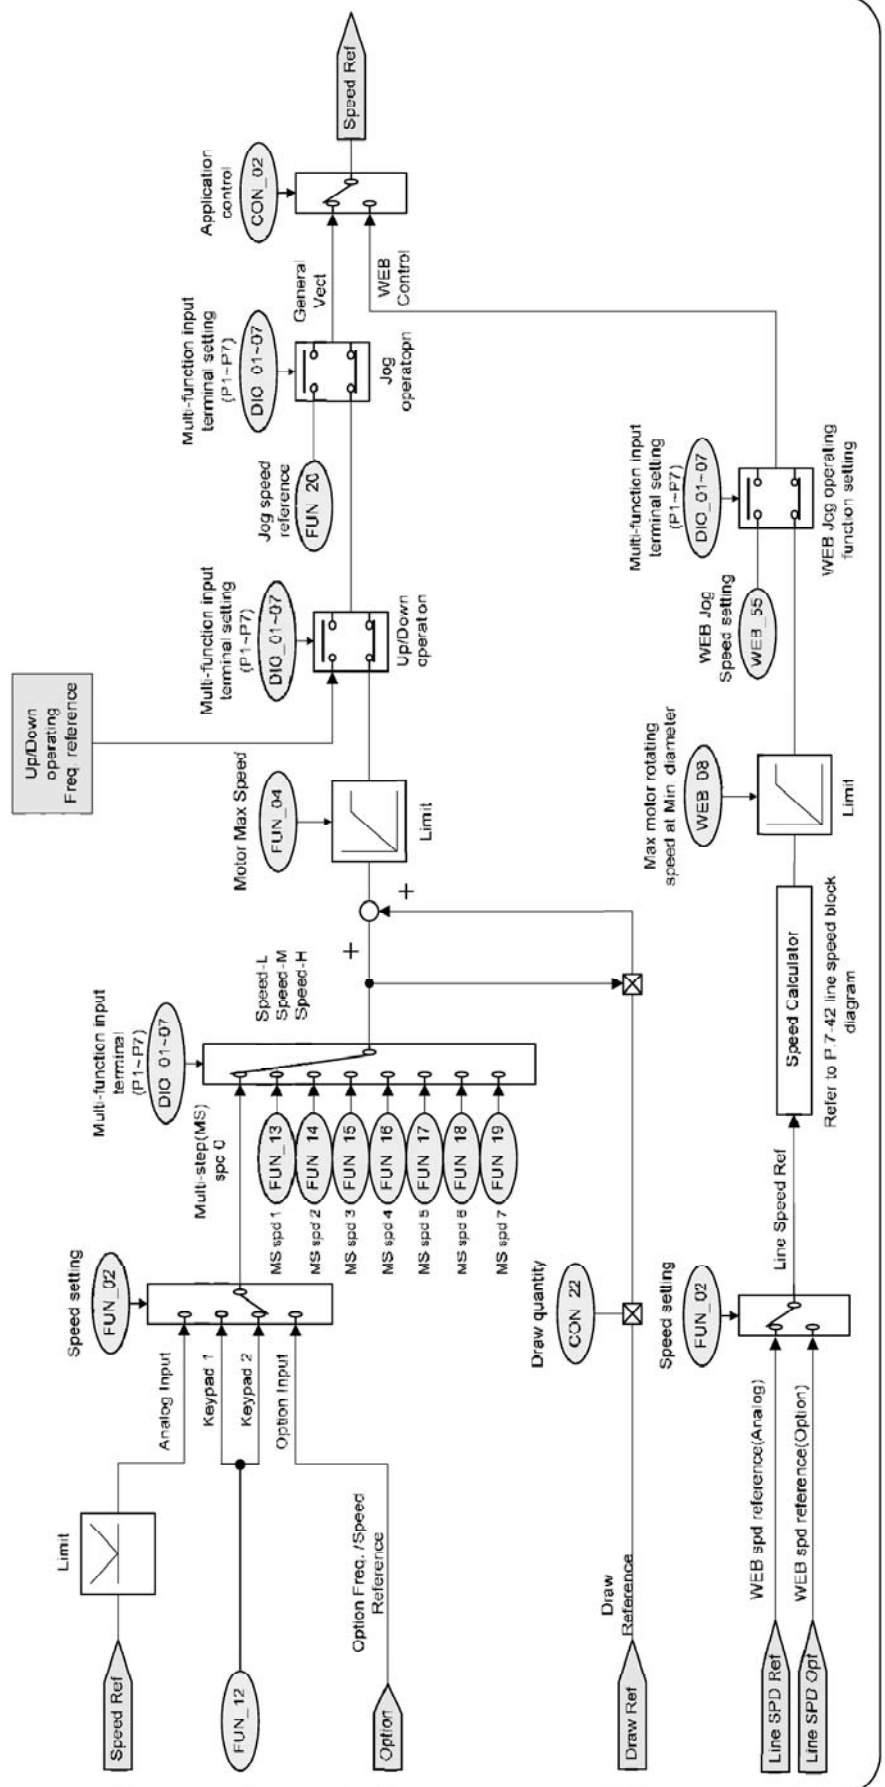 Speed Ref
Limit
FUN_12
Option
Option Freq. /Speed
Reference
Analog Input
Keypad 1
Keypad 2
Option Input
Speed setting
FUN_02
Multi-step(MS)
spc 0
MS spd 1
FUN_13
MS spd 2
FUN_14
MS spd 3
FUN_15
MS spd 4
FUN_16
MS spd 5
FUN_17
MS spd 6
FUN_18
MS spd 7
FUN_19
Multi-function input
terminal
(P1~P7)
DIO_01~07
Speed-L
Speed-M
Speed-H
+
+
Motor Max Speed
FUN_04
Limit
Up/Down
operating
Freq. reference
Multi-function input
terminal setting
(P1~P7)
DIO_01~07
Up/Down
operation
Jog speed
reference
FUN_20
Multi-function input
terminal setting
(P1~P7)
DIO_01~07
Jog
operatopn
General
Vect
WEB
Control
Application
control
CON_02
Speed Ref
Draw Ref
Draw
Reference
Draw quantity
CON_22
Line SPD Ref
Line SPD Opt
WEB spd reference(Analog)
WEB spd reference(Option)
Speed setting
FUN_02
Line Speed Ref
Speed Calculator
Refer to P.7-42 line speed block
diagram
Max motor rotating
speed at Min. diameter
WEB_08
Limit
WEB Jog
Speed setting
WEB_55
Multi-function input
terminal setting
(P1~P7)
DIO_01~07
WEB Jog operating
function setting